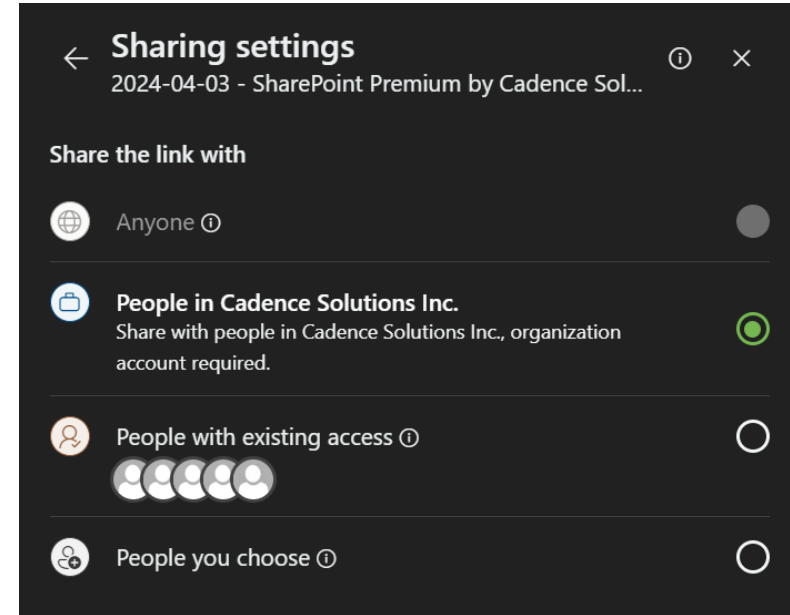 Sharing settings
2024-04-03 - SharePoint Premium by Cadence Sol...
Share the link with
Anyone
People in Cadence Solutions Inc.
Share with people in Cadence Solutions Inc., organization
account required.
People with existing access
People you choose